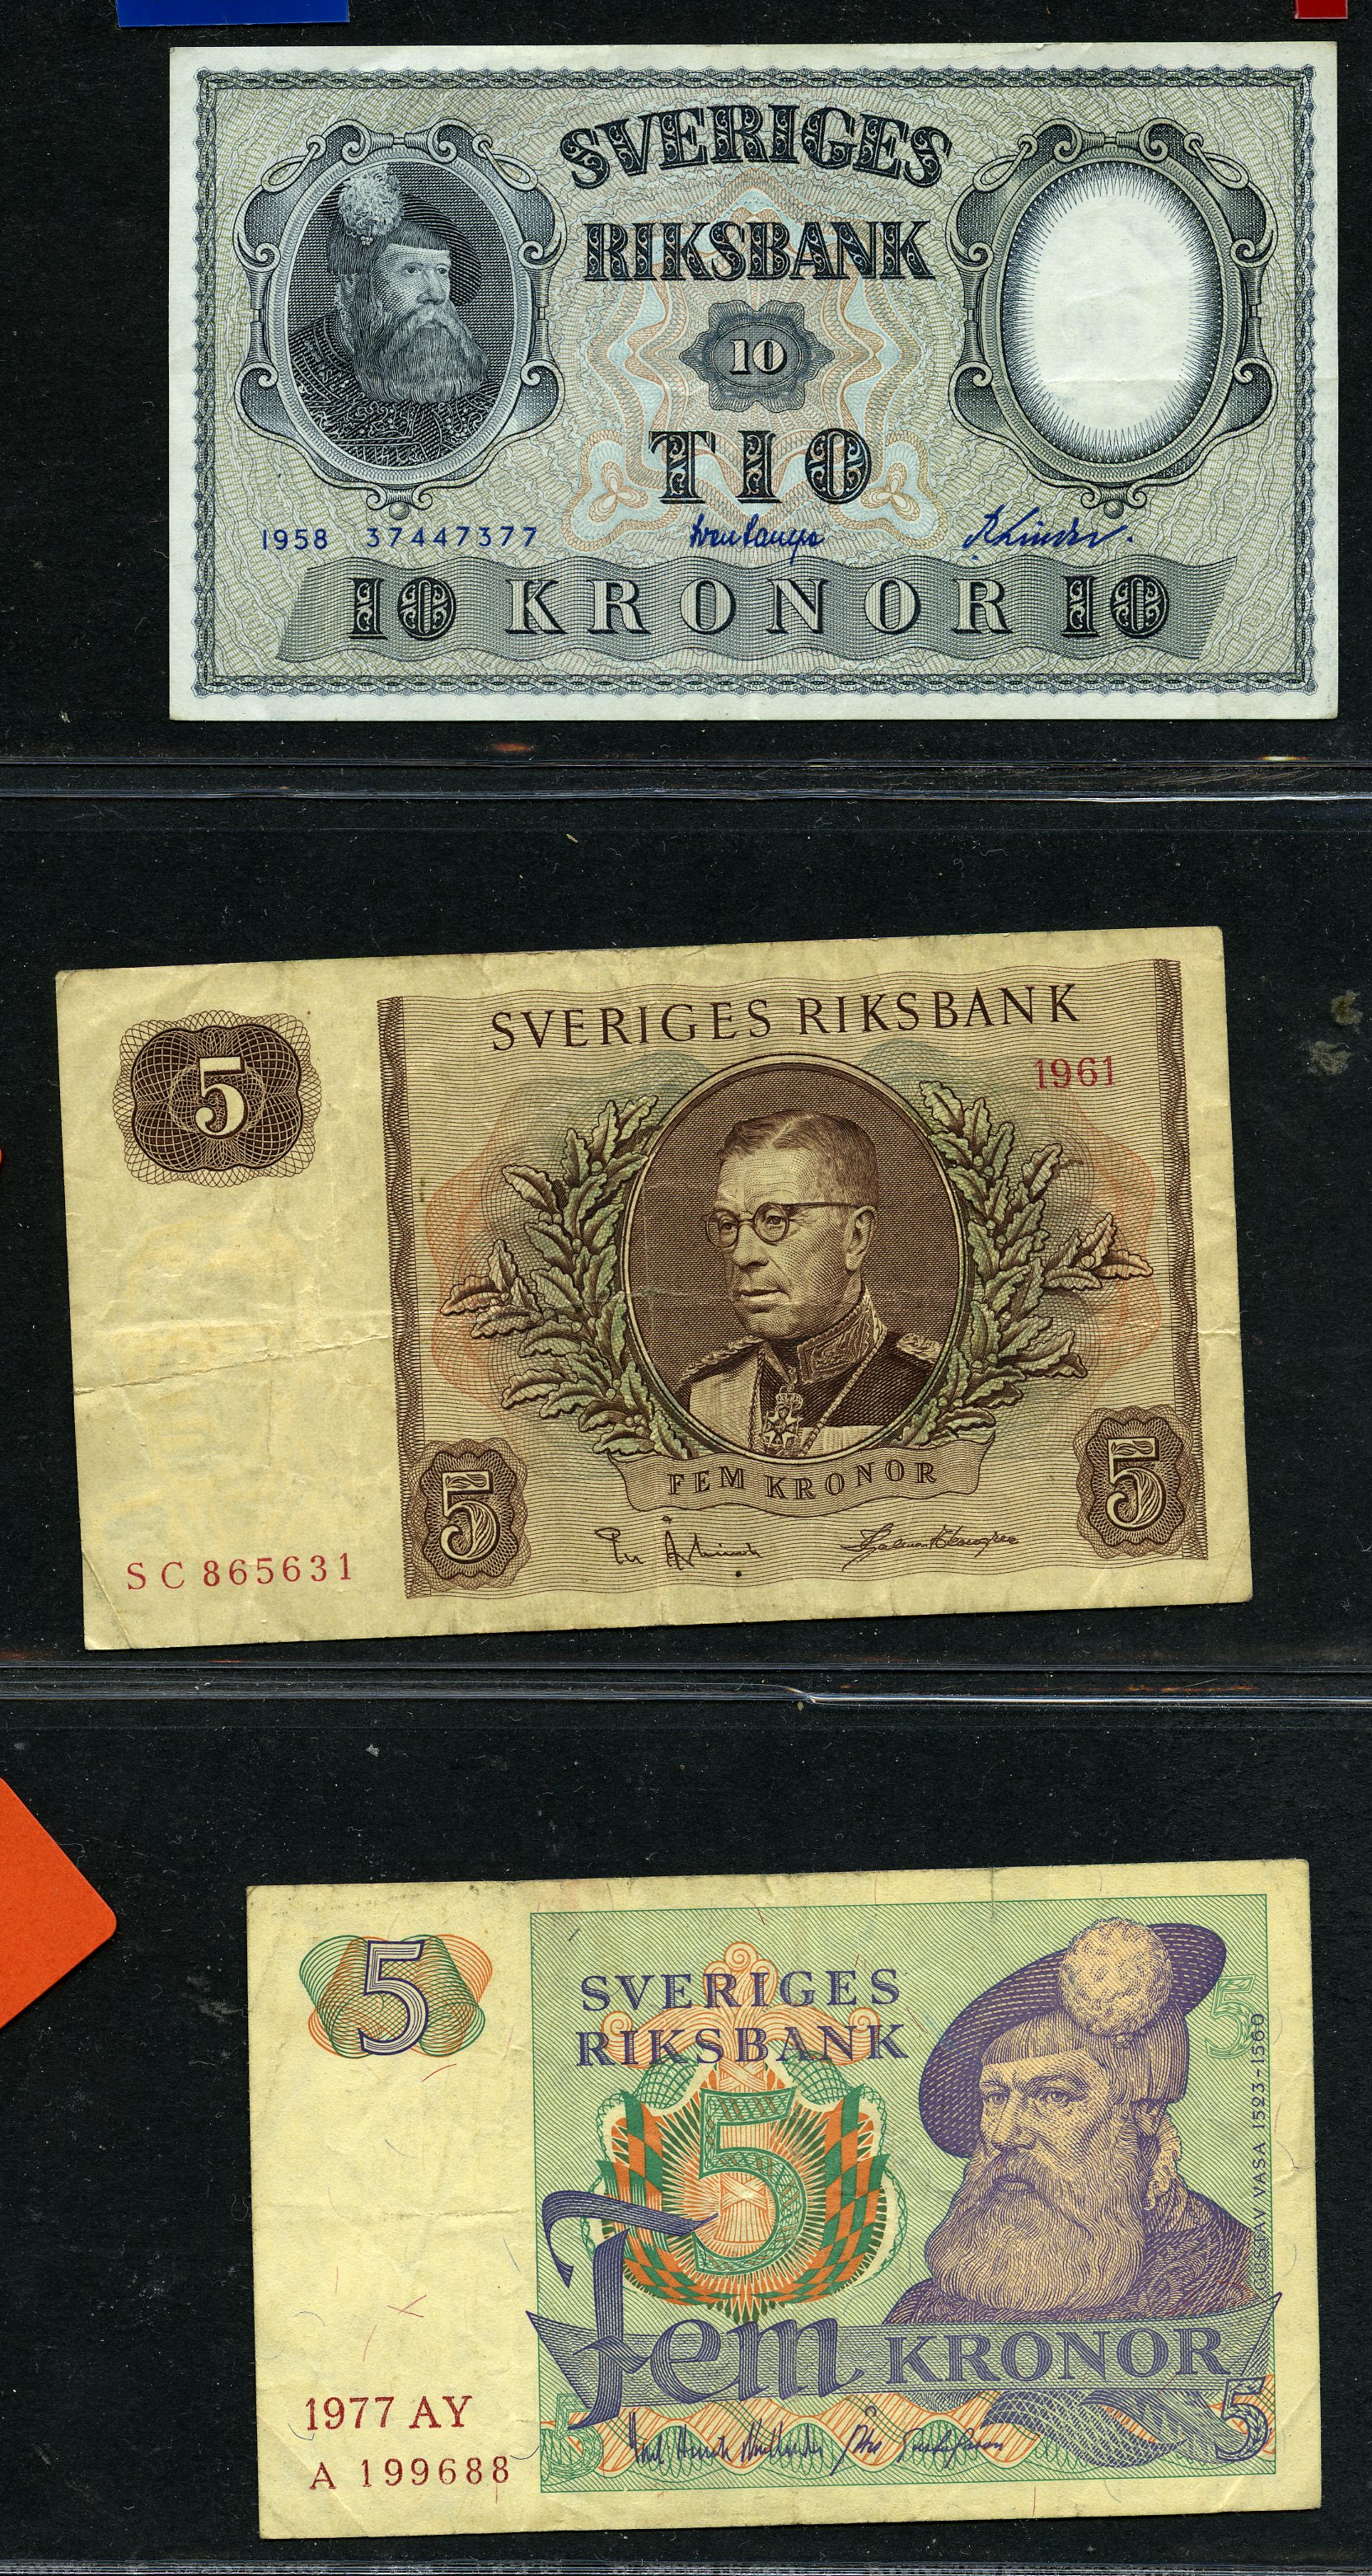 SVERIGES
RIKSBANK
10
TIO
1958 37447377
10 KRONOR 10
5
SVERIGES RIKSBANK
1961
FEM KRONOR
5 5
SC 865631
5
SVERIGES
RIKSBANK
5
5
GUSTAV VASA 1523-1560
fem KRONOR
5 5
1977 AY
A 199688